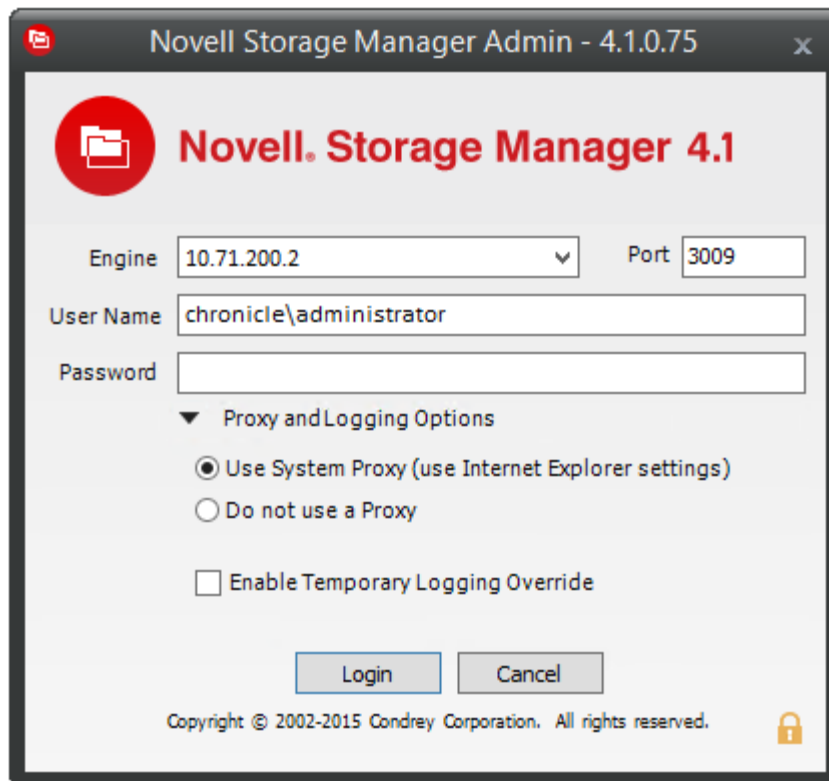 Novell Storage Manager Admin - 4.1.0.75 x
Novell® Storage Manager 4.1
Engine 10.71.200.2 Port 3009
User Name chronicle\administrator
Password
Proxy and Logging Options
Use System Proxy (use Internet Explorer settings)
Do not use a Proxy
Enable Temporary Logging Override
Login Cancel
Copyright © 2002-2015 Condrey Corporation. All rights reserved.